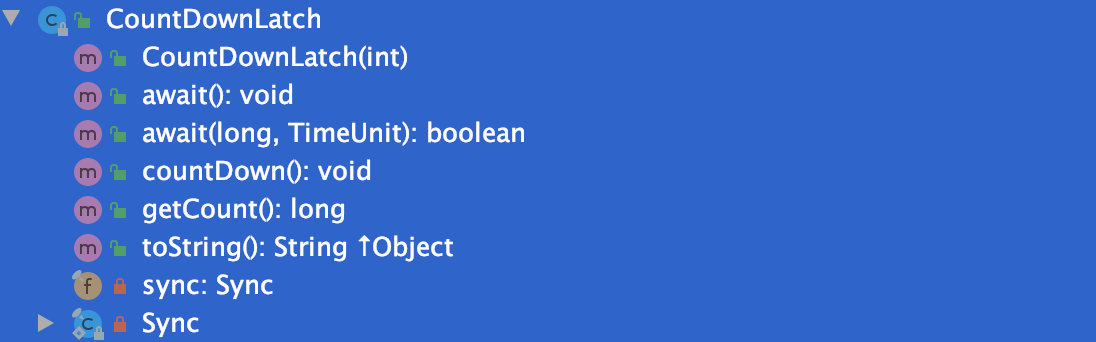 CountDownLatch
CountDownLatch(int)
await(): void
await(long, TimeUnit): boolean
countDown(): void
getCount(): long
toString(): String ↑Object
sync: Sync
Sync